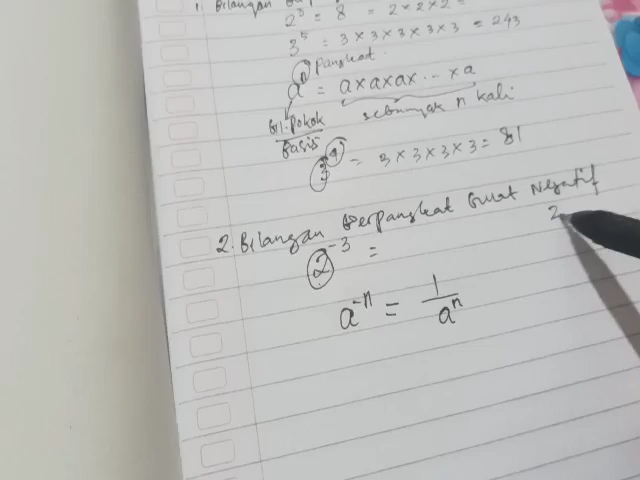 1. Bilangan
2³ = 8 = 2 × 2 × 2 =
3⁵ = 3 × 3 × 3 × 3 × 3 = 243
pangkat
aⁿ = a×a×a×...×a
Bil. Pokok sebanyak n kali
Basis
3⁴ = 3 × 3 × 3 × 3 = 81
2. Bilangan Berpangkat Bulat Negatif
2
2⁻³ =
a⁻ⁿ = 1/aⁿ